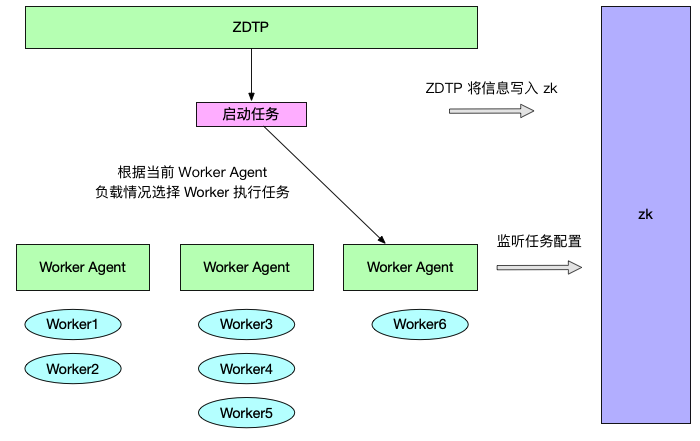 ZDTP
ZDTP 将信息写入 zk
启动任务
根据当前 Worker Agent
负载情况选择 Worker 执行任务
zk
监听任务配置
Worker Agent
Worker Agent
Worker Agent
Worker1
Worker3
Worker6
Worker2
Worker4
Worker5